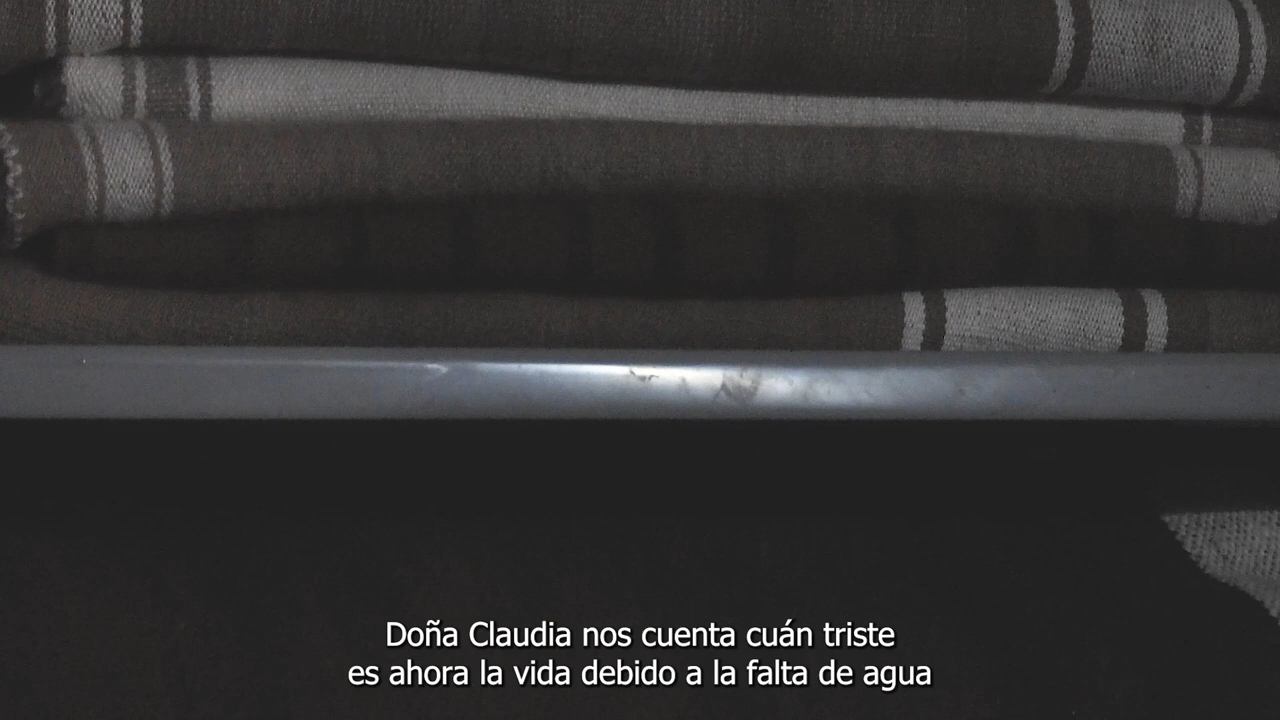 Doña Claudia nos cuenta cuán triste
es ahora la vida debido a la falta de agua